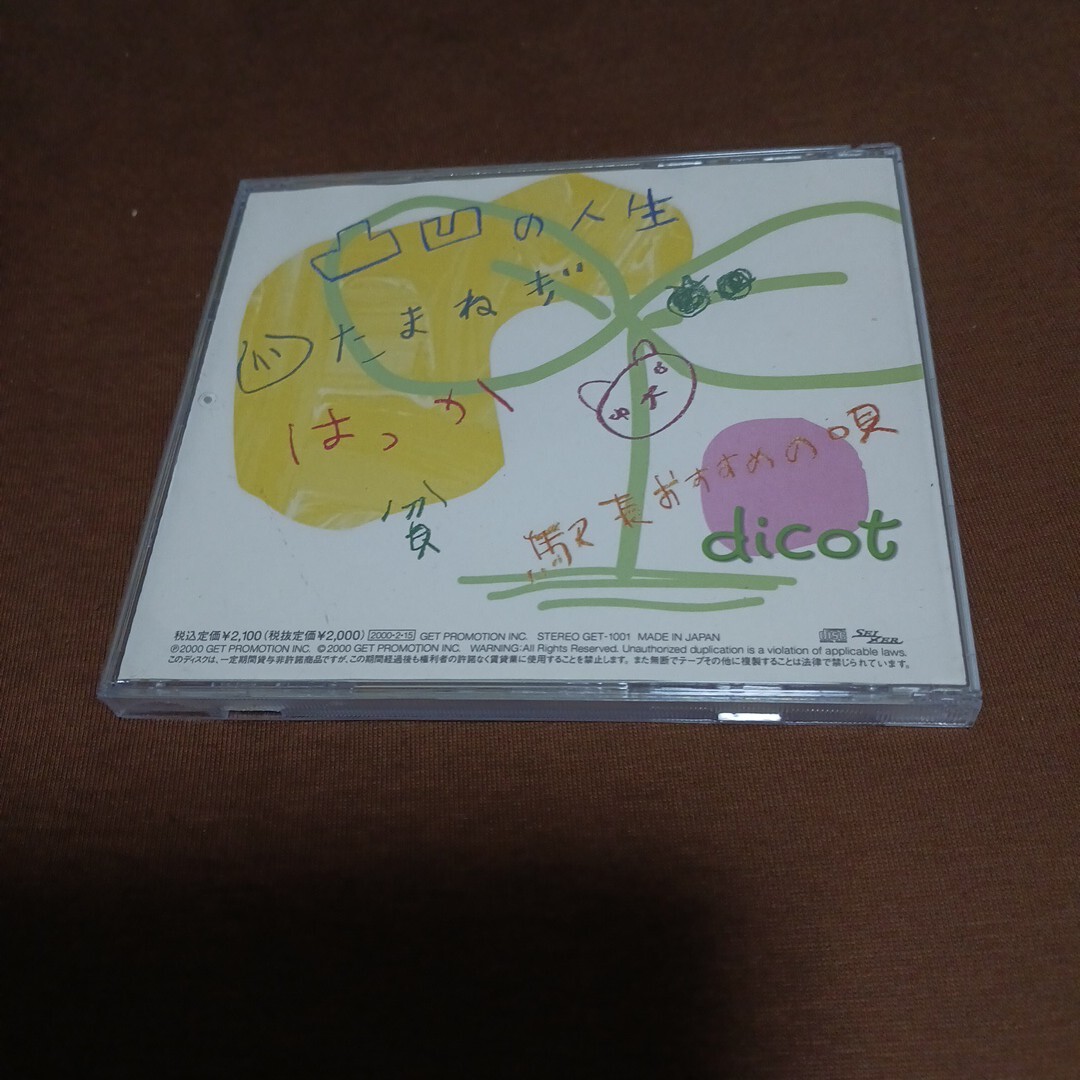 凸凹の人生
たまねぎ
はっか
貧
駅長おすすめの唄
dicot
税込定価¥2,100(税抜定価¥2,000) 2000-2-15 GET PROMOTION INC. STEREO GET-1001 MADE IN JAPAN
Ⓟ2000 GET PROMOTION INC. ©2000 GET PROMOTION INC. WARNING:All Rights Reserved. Unauthorized duplication is a violation of applicable laws.
このディスクは、一定期間貸与非許諾商品ですが、この期間経過後も権利者の許諾なく賃貸業に使用することを禁止します。また無断でテープその他に複製することは法律で禁じられています。